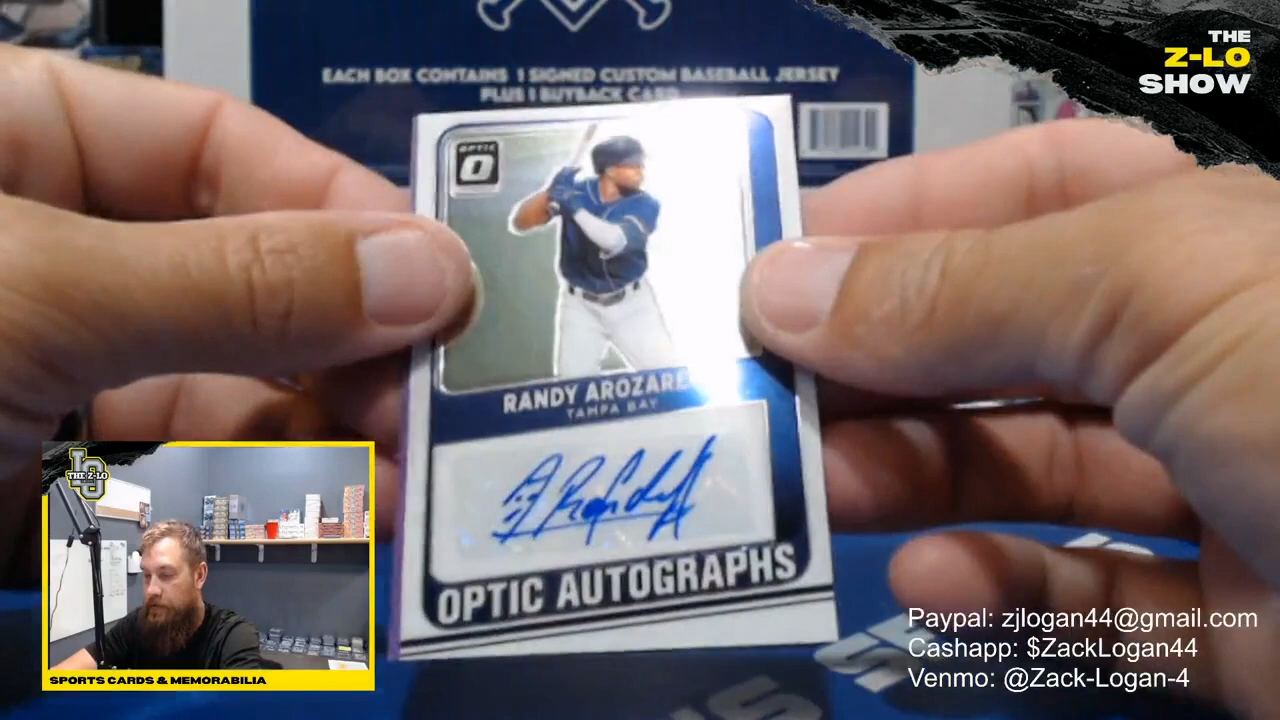 EACH BOX CONTAINS 1 SIGNED CUSTOM BASEBALL JERSEY
PLUS 1 BUYBACK CARD
THE
Z-LO
SHOW
OPTIC
O
RANDY AROZARE
TAMPA BAY
OPTIC AUTOGRAPHS
THE Z-LO
SPORTS CARDS & MEMORABILIA
Paypal: zjlogan44@gmail.com
Cashapp: $ZackLogan44
Venmo: @Zack-Logan-4